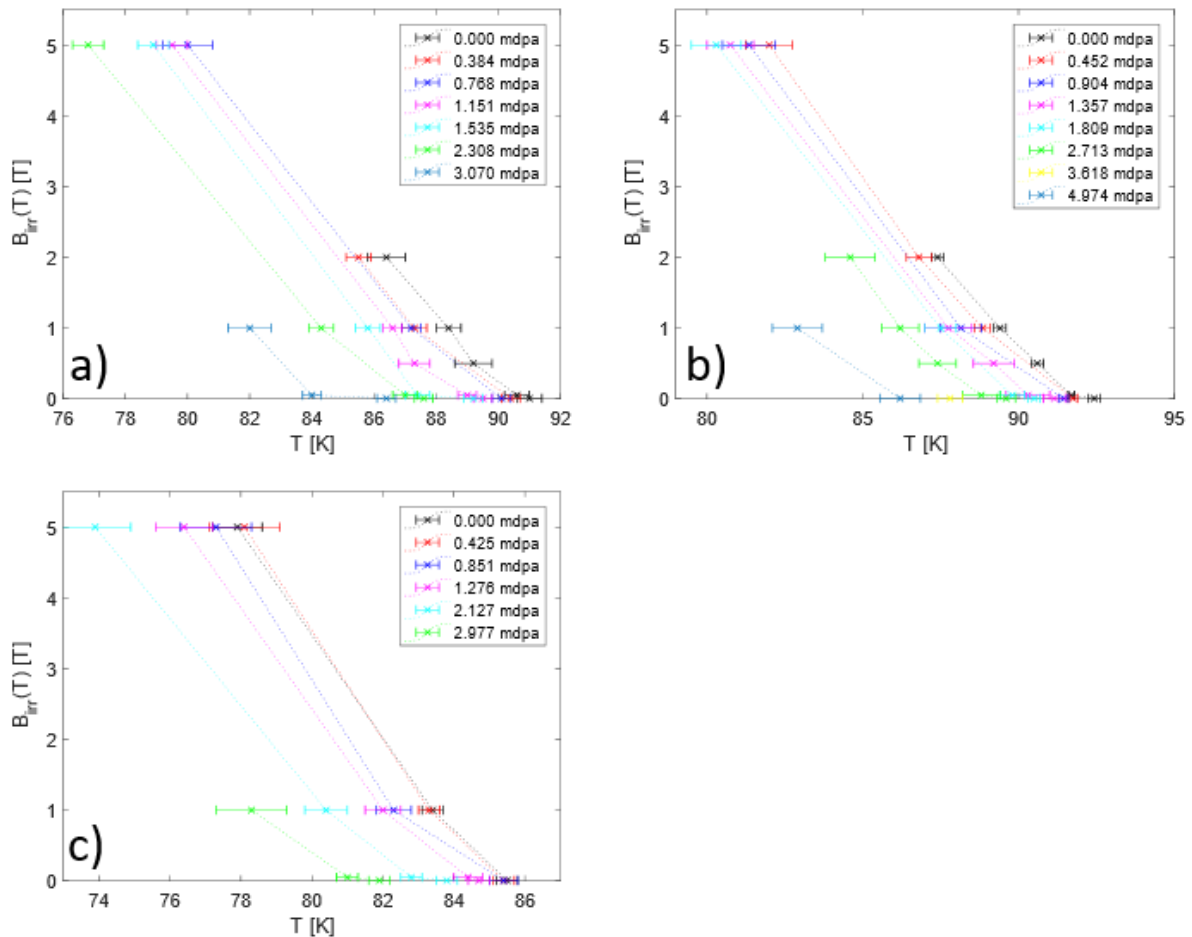 5
4
3
2
1
0
B_irr(T) [T]
76 78 80 82 84 86 88 90 92
T [K]
a)
0.000 mdpa
0.384 mdpa
0.768 mdpa
1.151 mdpa
1.535 mdpa
2.308 mdpa
3.070 mdpa
5
4
3
2
1
0
B_irr(T) [T]
80 85 90 95
T [K]
b)
0.000 mdpa
0.452 mdpa
0.904 mdpa
1.357 mdpa
1.809 mdpa
2.713 mdpa
3.618 mdpa
4.974 mdpa
5
4
3
2
1
0
B_irr(T) [T]
74 76 78 80 82 84 86
T [K]
c)
0.000 mdpa
0.425 mdpa
0.851 mdpa
1.276 mdpa
2.127 mdpa
2.977 mdpa